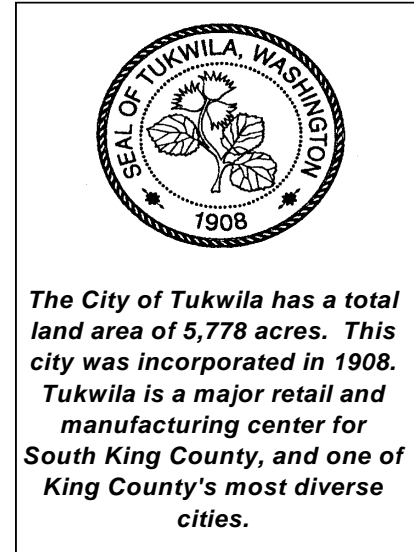 SEAL OF TUKWILA, WASHINGTON
1908
The City of Tukwila has a total
land area of 5,778 acres.  This
city was incorporated in 1908.
Tukwila is a major retail and
manufacturing center for
South King County, and one of
King County's most diverse
cities.